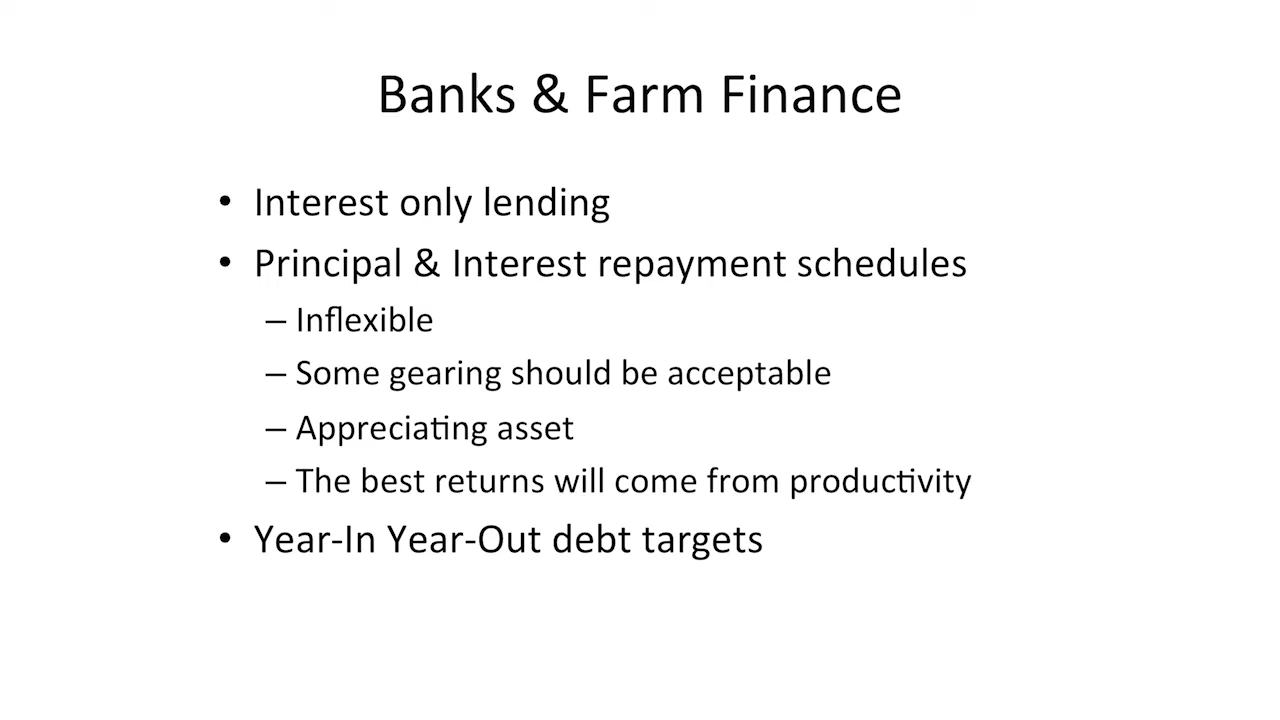 Banks & Farm Finance
• Interest only lending
• Principal & Interest repayment schedules
– Inflexible
– Some gearing should be acceptable
– Appreciating asset
– The best returns will come from productivity
• Year-In Year-Out debt targets